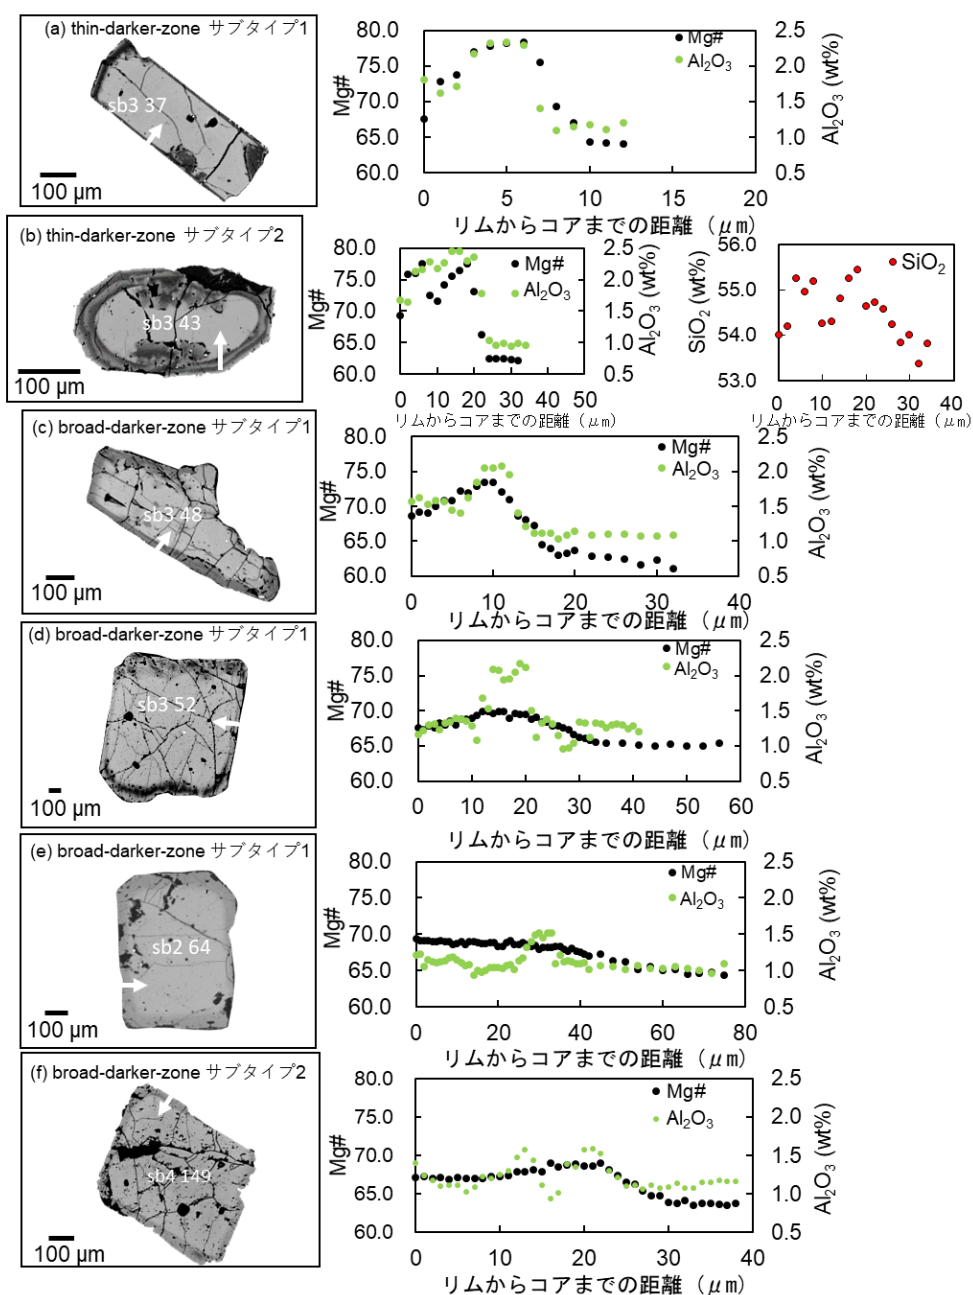 (a) thin-darker-zone サブタイプ1
sb3 37
100 μm
80.0
75.0
70.0
65.0
60.0
Mg#
Mg#
Al₂O₃
2.5
2.0
1.5
1.0
0.5
Al₂O₃ (wt%)
0 5 10 15 20
リムからコアまでの距離（μm）
(b) thin-darker-zone サブタイプ2
sb3 43
100 μm
80.0
75.0
70.0
65.0
60.0
Mg#
Mg#
Al₂O₃
2.5
2.0
1.5
1.0
0.5
Al₂O₃ (wt%)
0 10 20 30 40 50
リムからコアまでの距離（μm）
56.0
55.0
54.0
53.0
SiO₂ (wt%)
SiO₂
0 10 20 30 40
リムからコアまでの距離（μm）
(c) broad-darker-zone サブタイプ1
sb3 48
100 μm
80.0
75.0
70.0
65.0
60.0
Mg#
Mg#
Al₂O₃
2.5
2.0
1.5
1.0
0.5
Al₂O₃ (wt%)
0 10 20 30 40
リムからコアまでの距離（μm）
(d) broad-darker-zone サブタイプ1
sb3 52
100 μm
80.0
75.0
70.0
65.0
60.0
Mg#
Mg#
Al₂O₃
2.5
2.0
1.5
1.0
0.5
Al₂O₃ (wt%)
0 10 20 30 40 50 60
リムからコアまでの距離（μm）
(e) broad-darker-zone サブタイプ1
sb2 64
100 μm
80.0
75.0
70.0
65.0
60.0
Mg#
Mg#
Al₂O₃
2.5
2.0
1.5
1.0
0.5
Al₂O₃ (wt%)
0 20 40 60 80
リムからコアまでの距離（μm）
(f) broad-darker-zone サブタイプ2
sb4 149
100 μm
80.0
75.0
70.0
65.0
60.0
Mg#
Mg#
Al₂O₃
2.5
2.0
1.5
1.0
0.5
Al₂O₃ (wt%)
0 10 20 30 40
リムからコアまでの距離（μm）